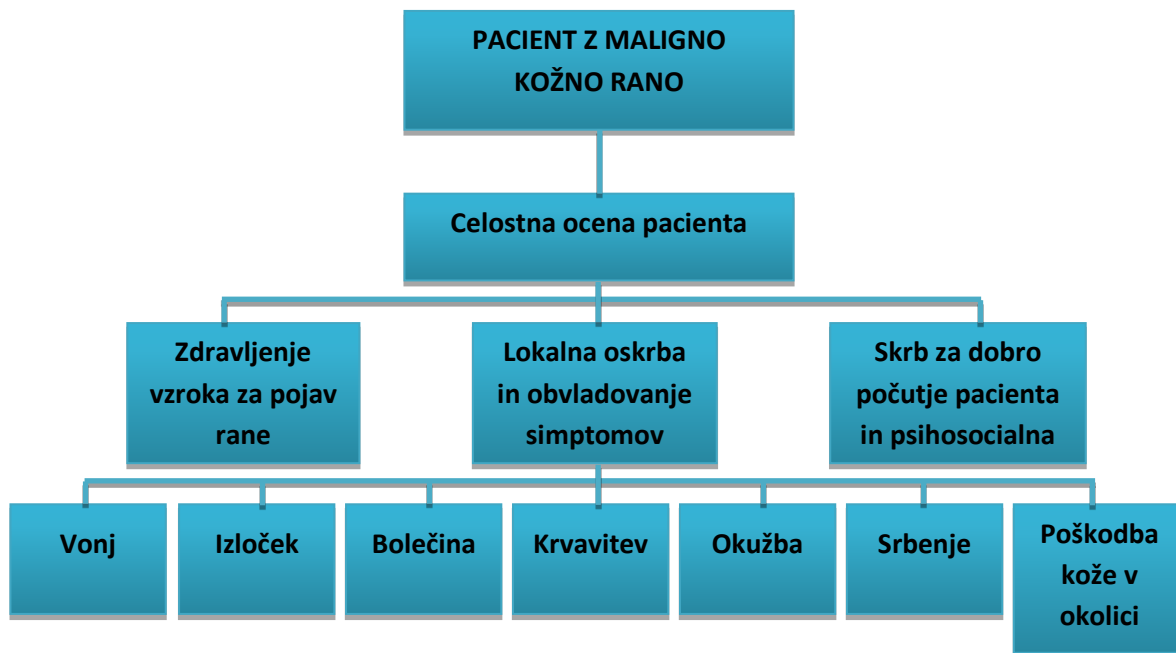 PACIENT Z MALIGNO
KOŽNO RANO
Celostna ocena pacienta
Zdravljenje
vzroka za pojav
rane
Lokalna oskrba
in obvladovanje
simptomov
Skrb za dobro
počutje pacienta
in psihosocialna
Vonj
Izloček
Bolečina
Krvavitev
Okužba
Srbenje
Poškodba
kože v
okolici